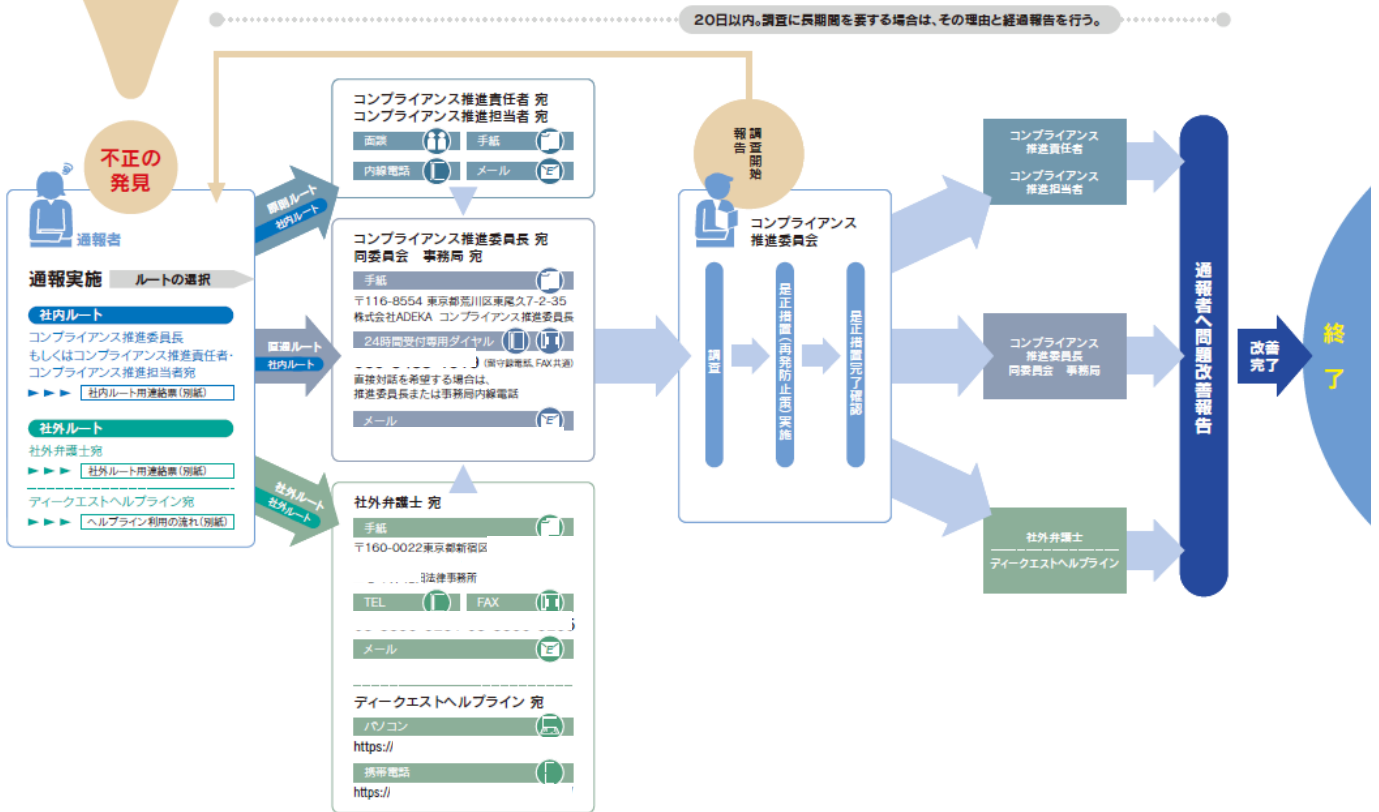 20日以内。調査に長期間を要する場合は、その理由と経過報告を行う。
不正の
発見
通報者
通報実施
ルートの選択
社内ルート
コンプライアンス推進委員長
もしくはコンプライアンス推進責任者・
コンプライアンス推進担当者宛
社内ルート用連絡票(別紙)
社外ルート
社外弁護士宛
社外ルート用連絡票(別紙)
ディークエストヘルプライン宛
ヘルプライン利用の流れ(別紙)
原則ルート
社内ルート
直通ルート
社内ルート
社外ルート
社外ルート
コンプライアンス推進責任者 宛
コンプライアンス推進担当者 宛
面談
手紙
内線電話
メール
コンプライアンス推進委員長 宛
同委員会 事務局 宛
手紙
〒116-8554 東京都荒川区東尾久7-2-35
株式会社ADEKA コンプライアンス推進委員長
24時間受付専用ダイヤル
(留守録電話、FAX共通)
直接対話を希望する場合は、
推進委員長または事務局内線電話
メール
社外弁護士 宛
手紙
〒160-0022東京都新宿区
法律事務所
TEL
FAX
メール
ディークエストヘルプライン 宛
パソコン
https://
携帯電話
https://
調査開始
報告
コンプライアンス
推進委員会
調査
是正措置(再発防止策)実施
是正措置完了確認
コンプライアンス
推進責任者
コンプライアンス
推進担当者
コンプライアンス
推進委員長
同委員会 事務局
社外弁護士
ディークエストヘルプライン
通報者へ問題改善報告
改善
完了
終了